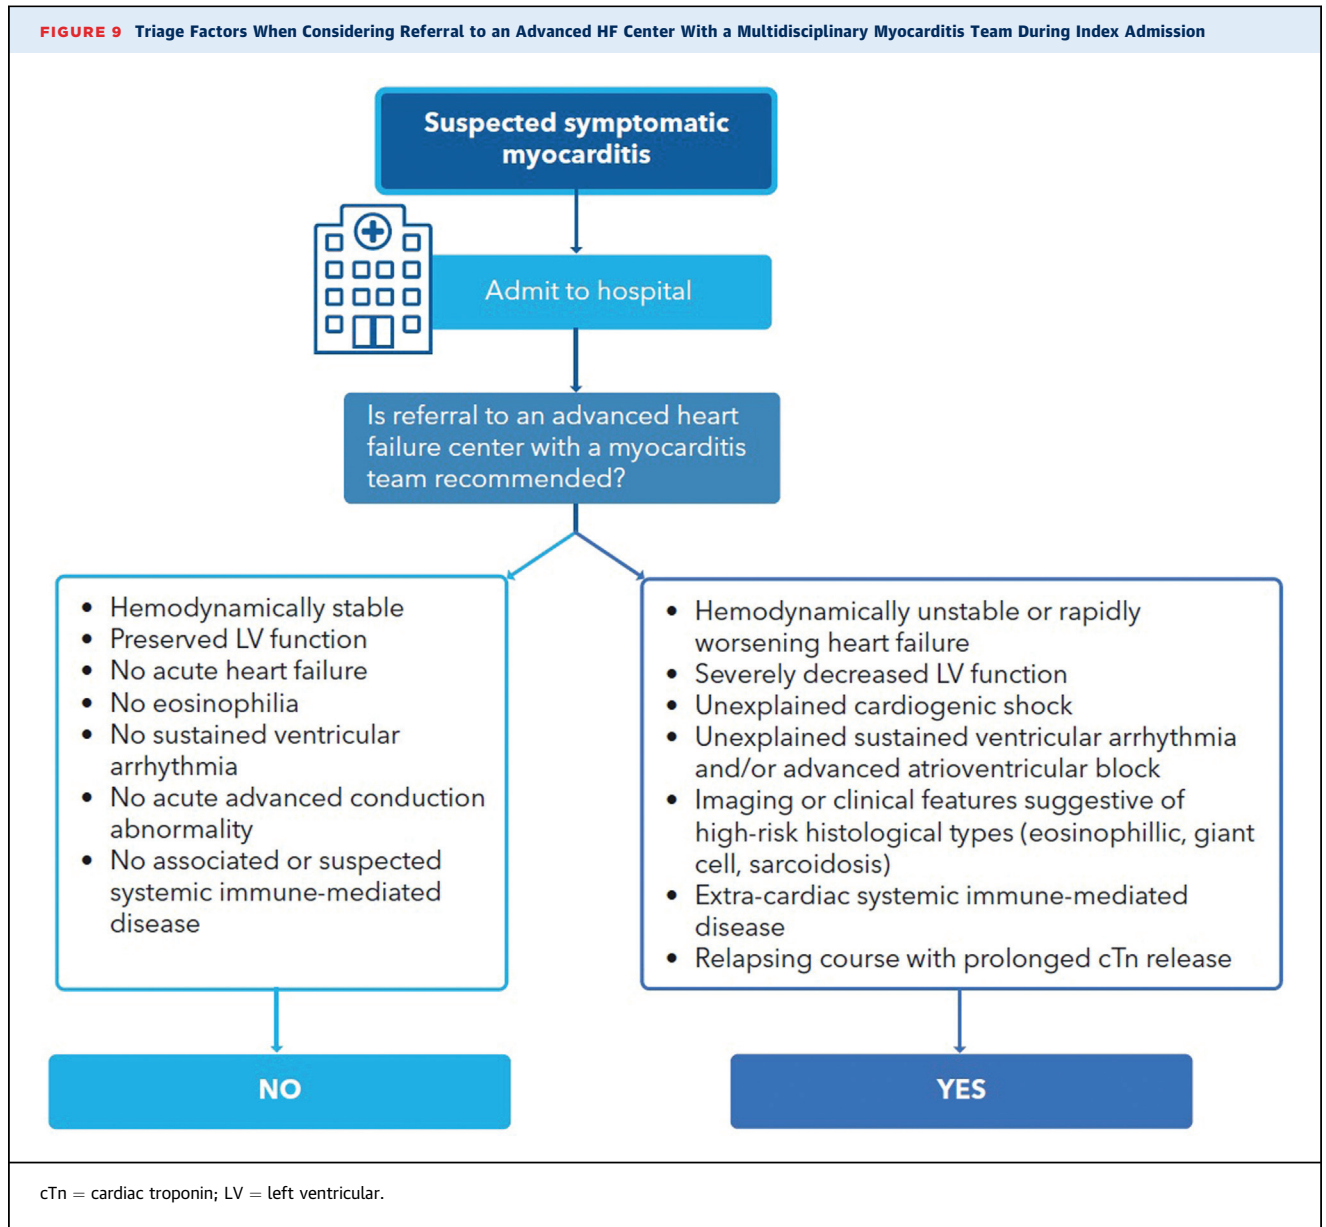 FIGURE 9 Triage Factors When Considering Referral to an Advanced HF Center With a Multidisciplinary Myocarditis Team During Index Admission
Suspected symptomatic
myocarditis
Admit to hospital
Is referral to an advanced heart
failure center with a myocarditis
team recommended?
• Hemodynamically stable
• Preserved LV function
• No acute heart failure
• No eosinophilia
• No sustained ventricular
arrhythmia
• No acute advanced conduction
abnormality
• No associated or suspected
systemic immune-mediated
disease
NO
• Hemodynamically unstable or rapidly
worsening heart failure
• Severely decreased LV function
• Unexplained cardiogenic shock
• Unexplained sustained ventricular arrhythmia
and/or advanced atrioventricular block
• Imaging or clinical features suggestive of
high-risk histological types (eosinophillic, giant
cell, sarcoidosis)
• Extra-cardiac systemic immune-mediated
disease
• Relapsing course with prolonged cTn release
YES
cTn = cardiac troponin; LV = left ventricular.